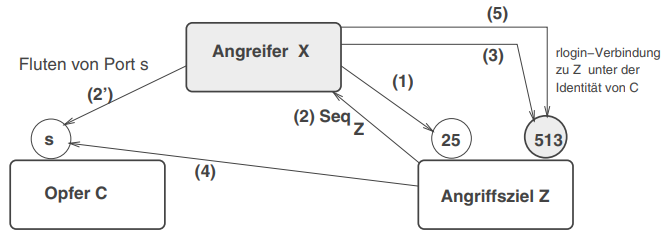 (5)
Angreifer X
(3)
rlogin−Verbindung
zu Z unter der
Identität von C
Fluten von Port s
(1)
(2')
(2) Seq Z
s
25
513
(4)
Opfer C
Angriffsziel Z